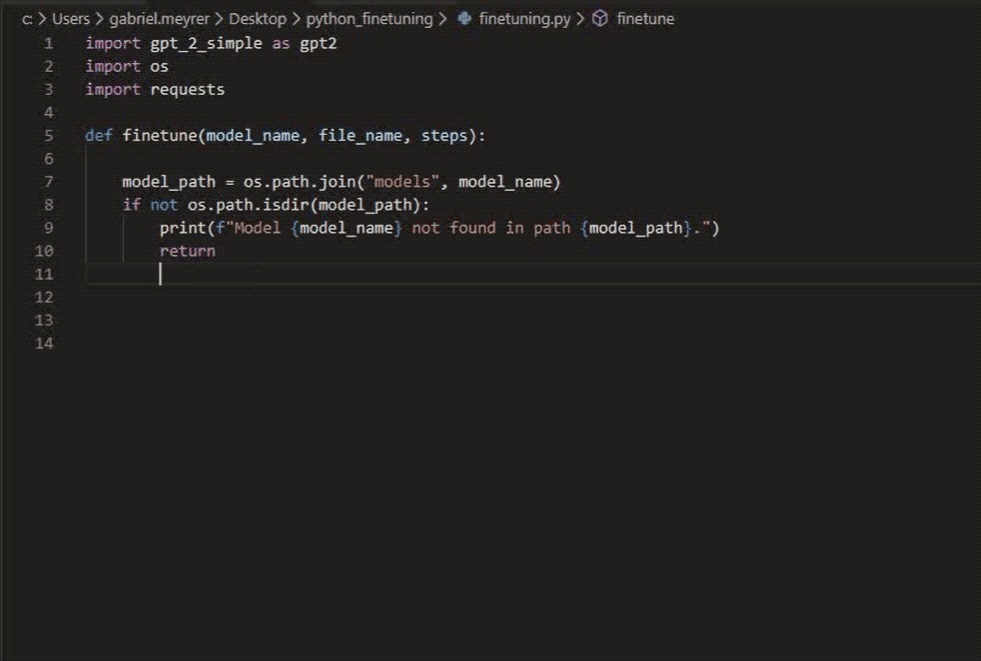 c: > Users > gabriel.meyrer > Desktop > python_finetuning > finetuning.py > finetune
1 import gpt_2_simple as gpt2
2 import os
3 import requests
4
5 def finetune(model_name, file_name, steps):
6
7 model_path = os.path.join("models", model_name)
8 if not os.path.isdir(model_path):
9 print(f"Model {model_name} not found in path {model_path}.")
10 return
11
12
13
14